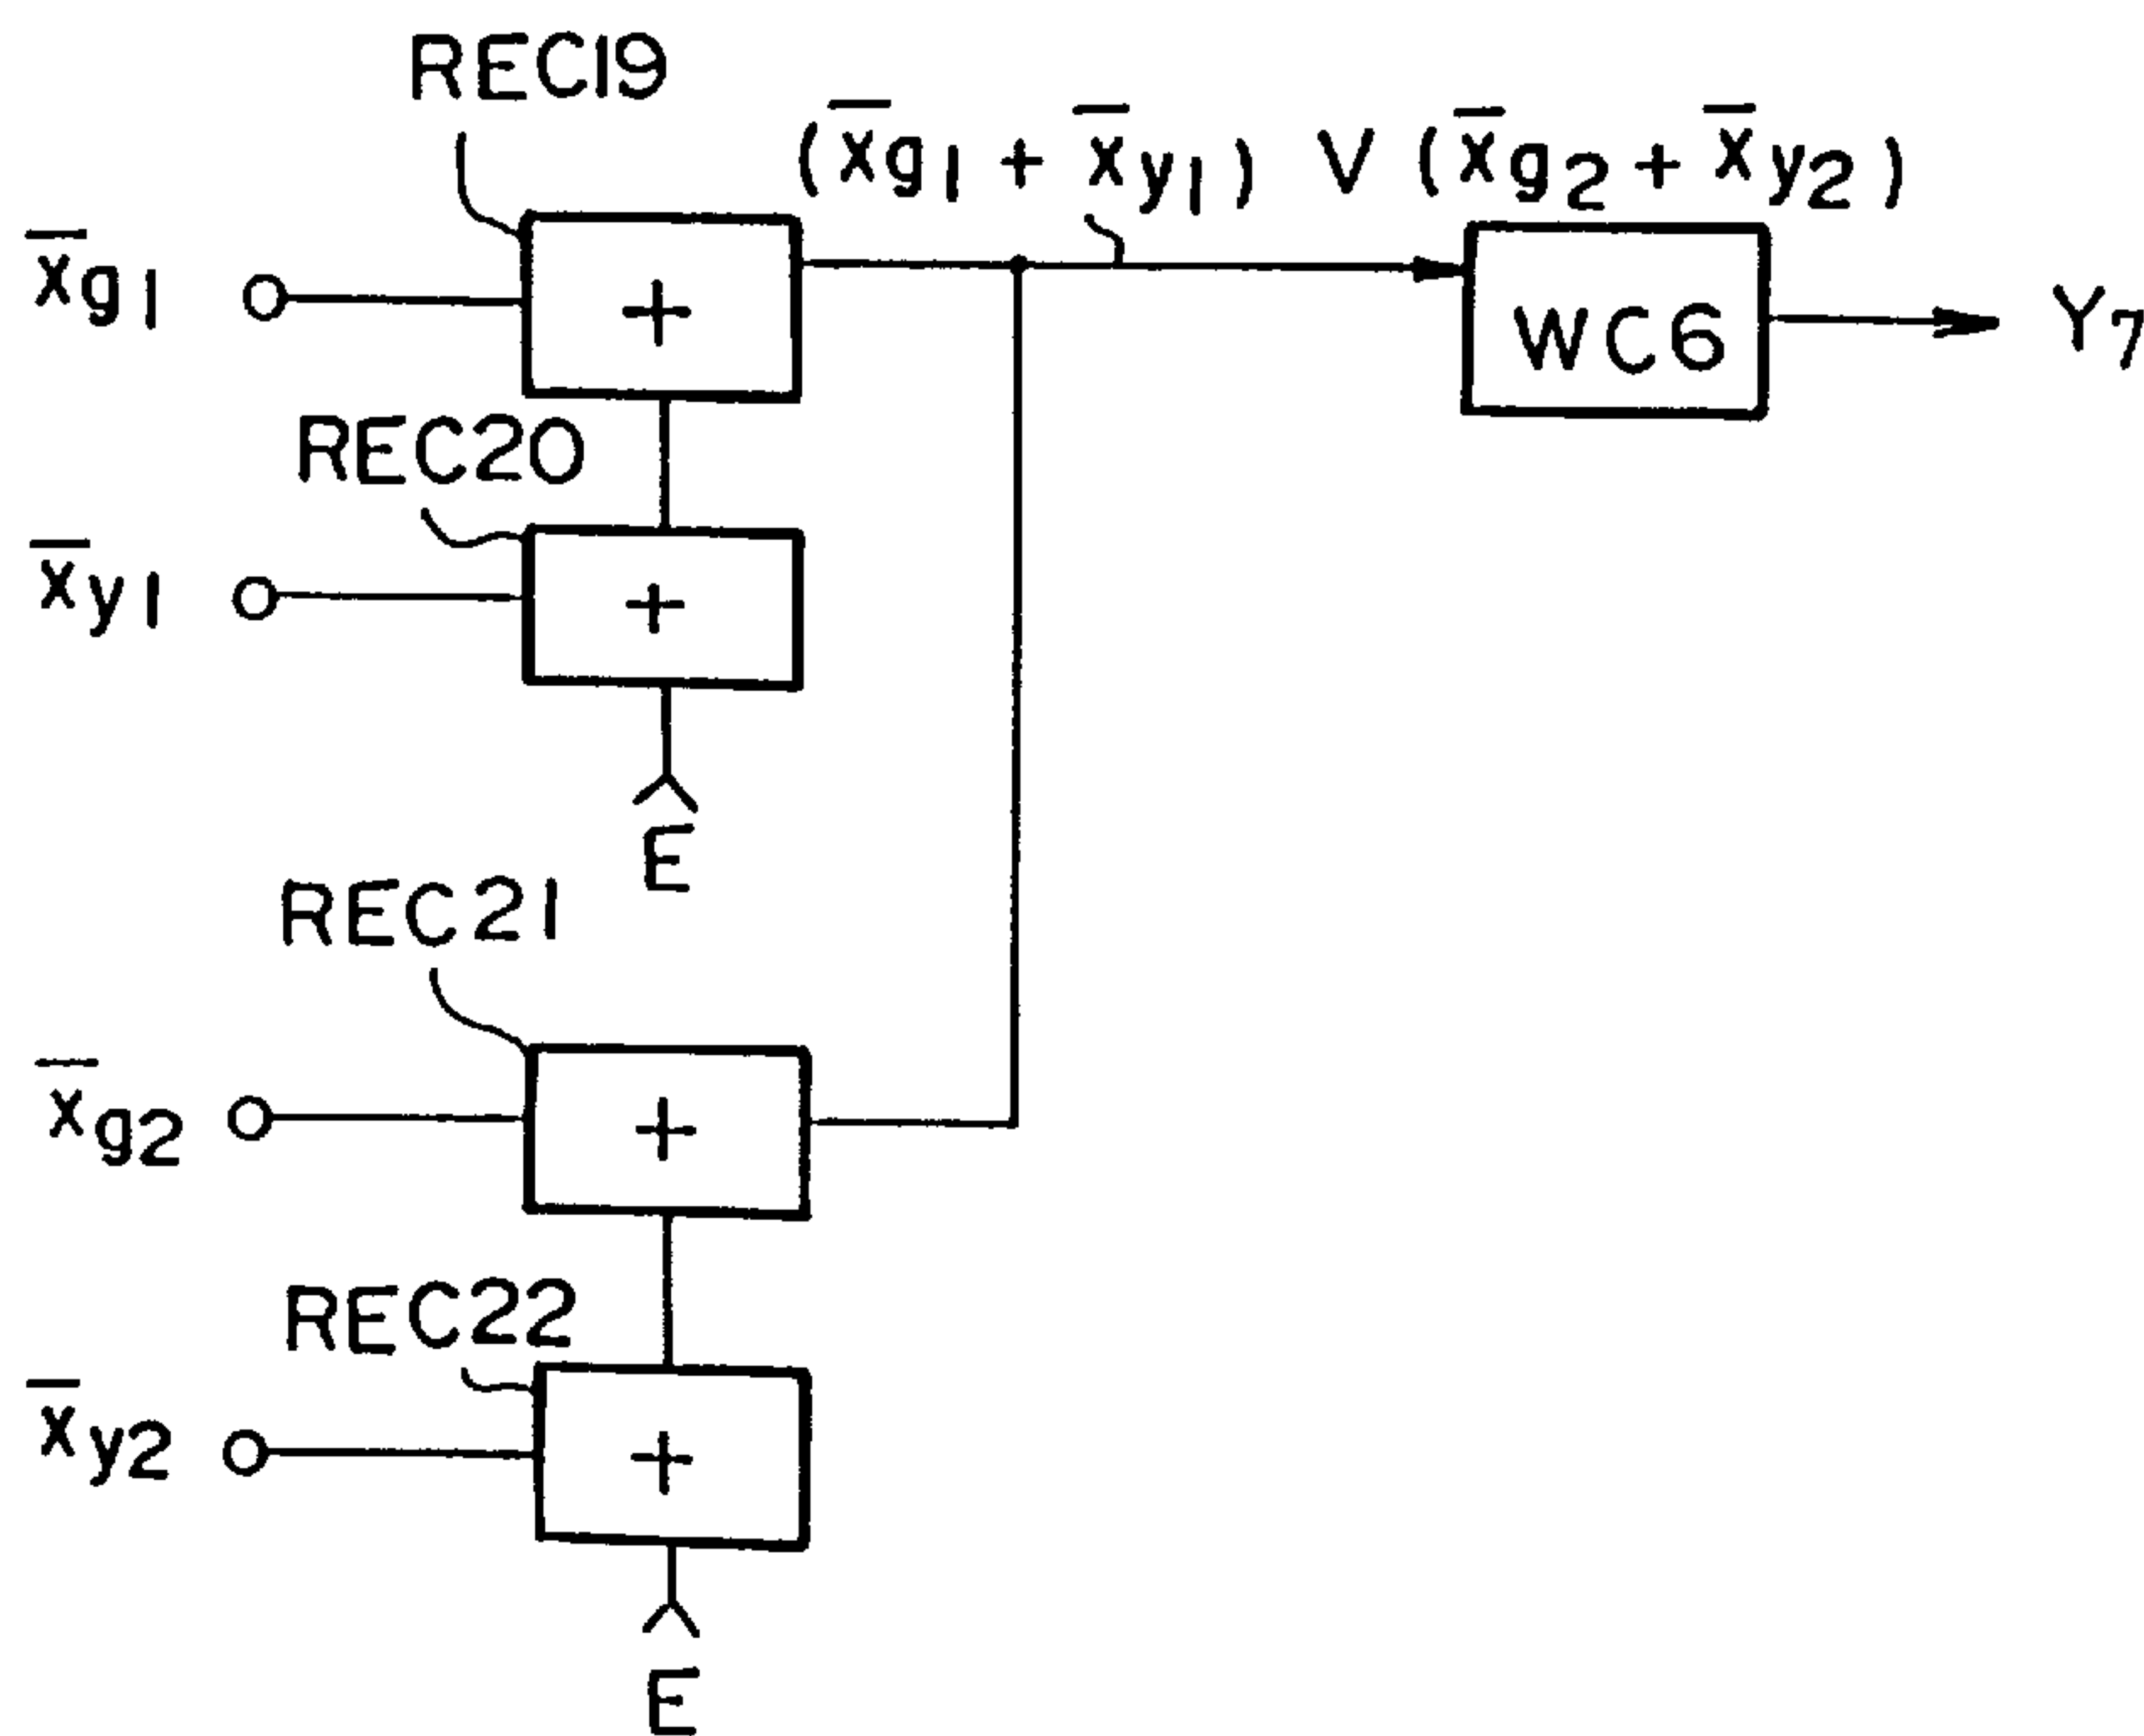 REC19
(x̄g1 + x̄y1) V (x̄g2 + x̄y2)
x̄g1
+
WC6
Y7
REC20
x̄y1
+
E
REC21
x̄g2
+
REC22
x̄y2
+
E